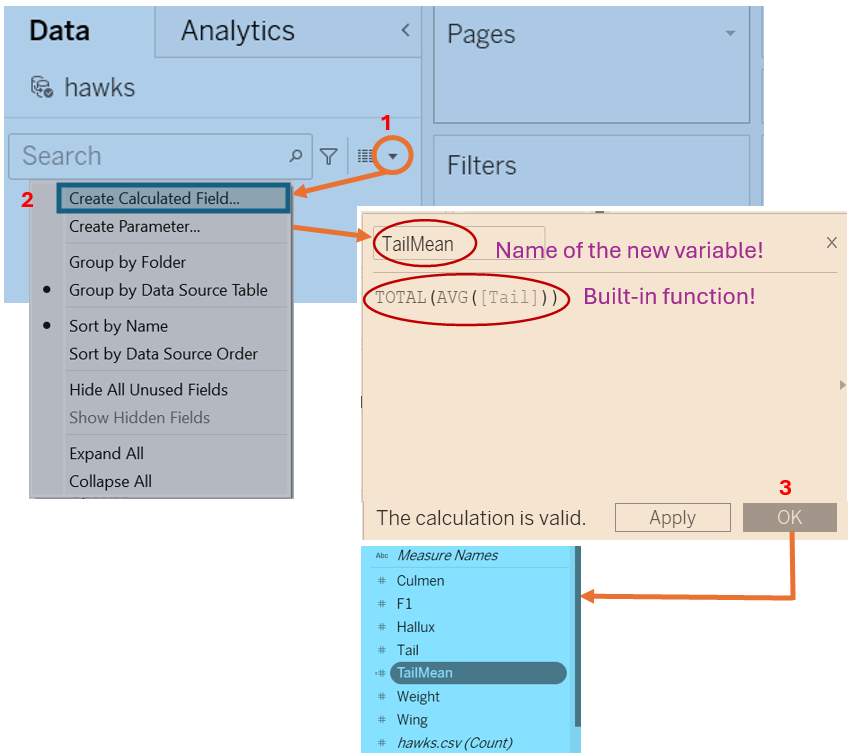 Data
Analytics
<
Pages
hawks
1
Search
Filters
2
Create Calculated Field...
Create Parameter...
Group by Folder
Group by Data Source Table
Sort by Name
Sort by Data Source Order
Hide All Unused Fields
Show Hidden Fields
Expand All
Collapse All
TailMean
Name of the new variable!
X
TOTAL(AVG([Tail]))
Built-in function!
3
The calculation is valid.
Apply
OK
Abc Measure Names
# Culmen
# F1
# Hallux
# Tail
=# TailMean
# Weight
# Wing
# hawks.csv (Count)